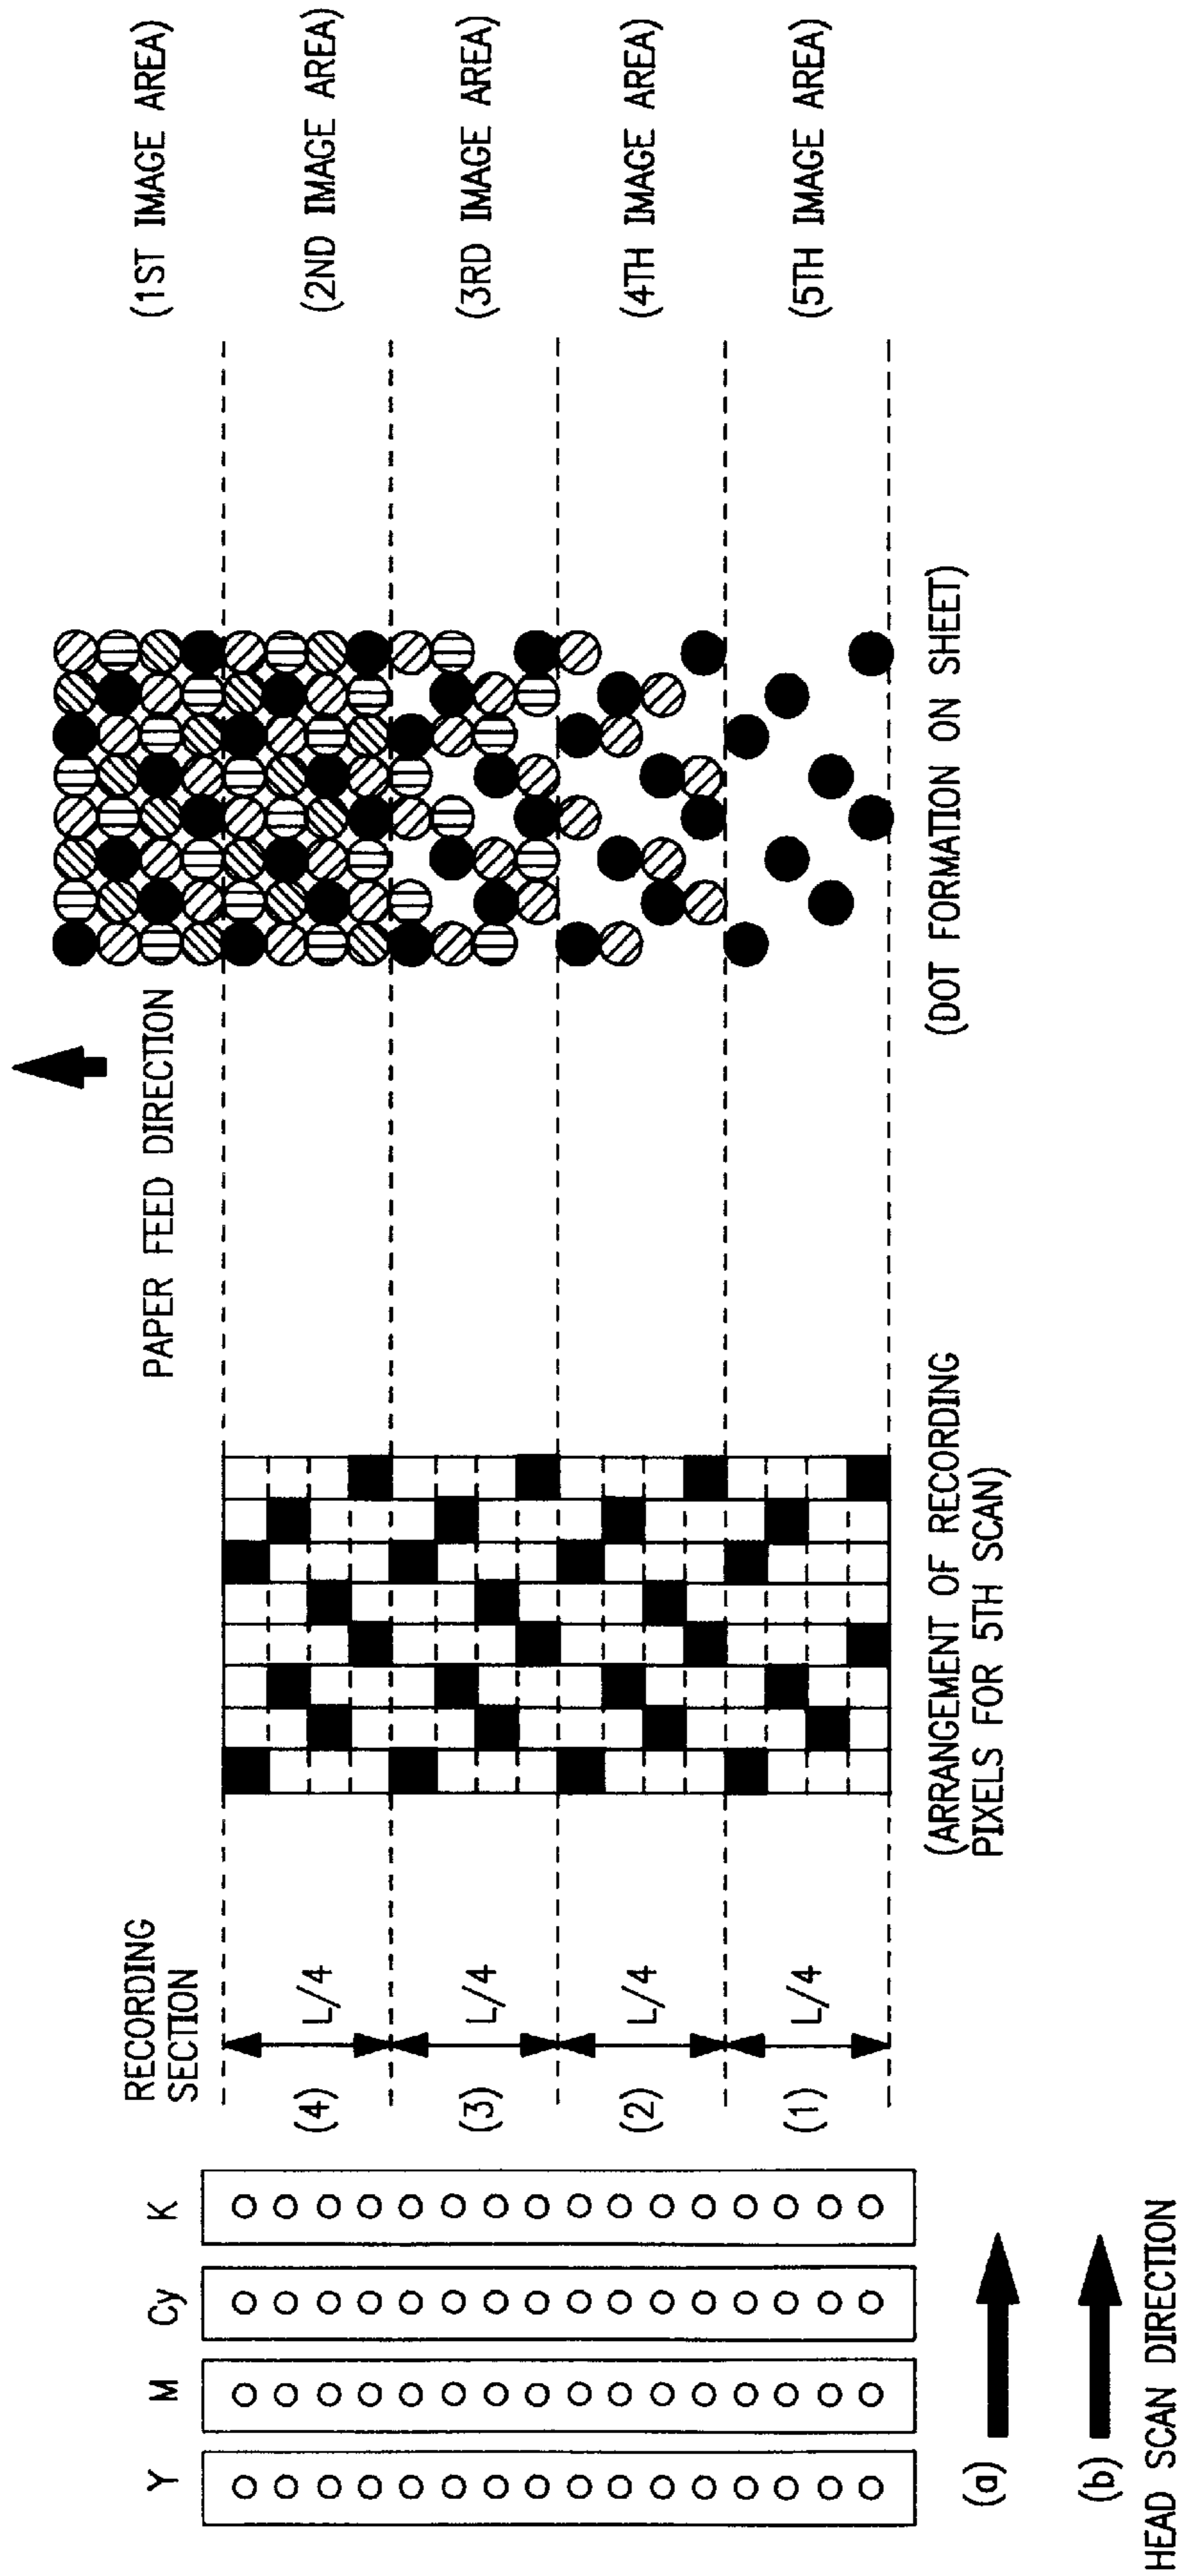 Y
M
Cy
K
RECORDING
SECTION
(4)
L/4
(3)
L/4
(2)
L/4
(1)
L/4
(a)
(b)
HEAD SCAN DIRECTION
(ARRANGEMENT OF RECORDING
PIXELS FOR 5TH SCAN)
PAPER FEED DIRECTION
(DOT FORMATION ON SHEET)
(1ST IMAGE AREA)
(2ND IMAGE AREA)
(3RD IMAGE AREA)
(4TH IMAGE AREA)
(5TH IMAGE AREA)